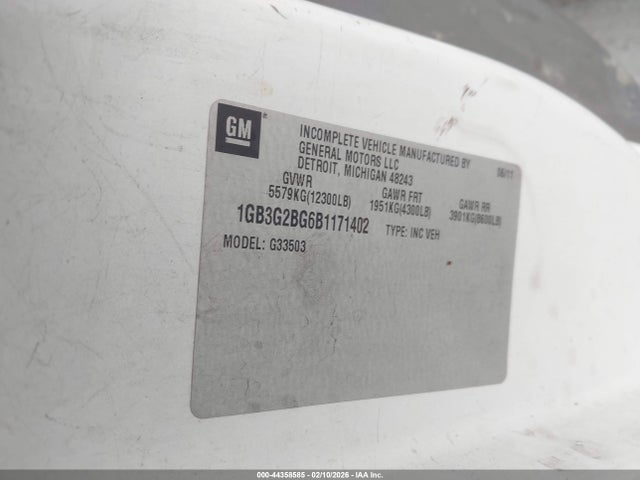 GM
INCOMPLETE VEHICLE MANUFACTURED BY
GENERAL MOTORS LLC
DETROIT, MICHIGAN 48243
06/11
GVWR GAWR FRT GAWR RR
5579KG(12300LB) 1951KG(4300LB) 3901KG(8600LB)
1GB3G2BG6B1171402 TYPE: INC VEH
MODEL: G33503
000-44358585 - 02/10/2026 - IAA Inc.